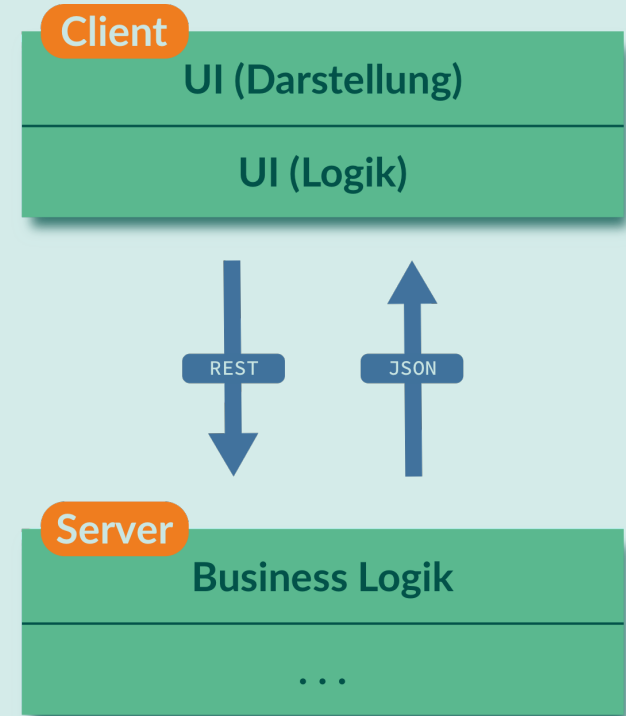 Client
UI (Darstellung)
UI (Logik)
REST
JSON
Server
Business Logik
...